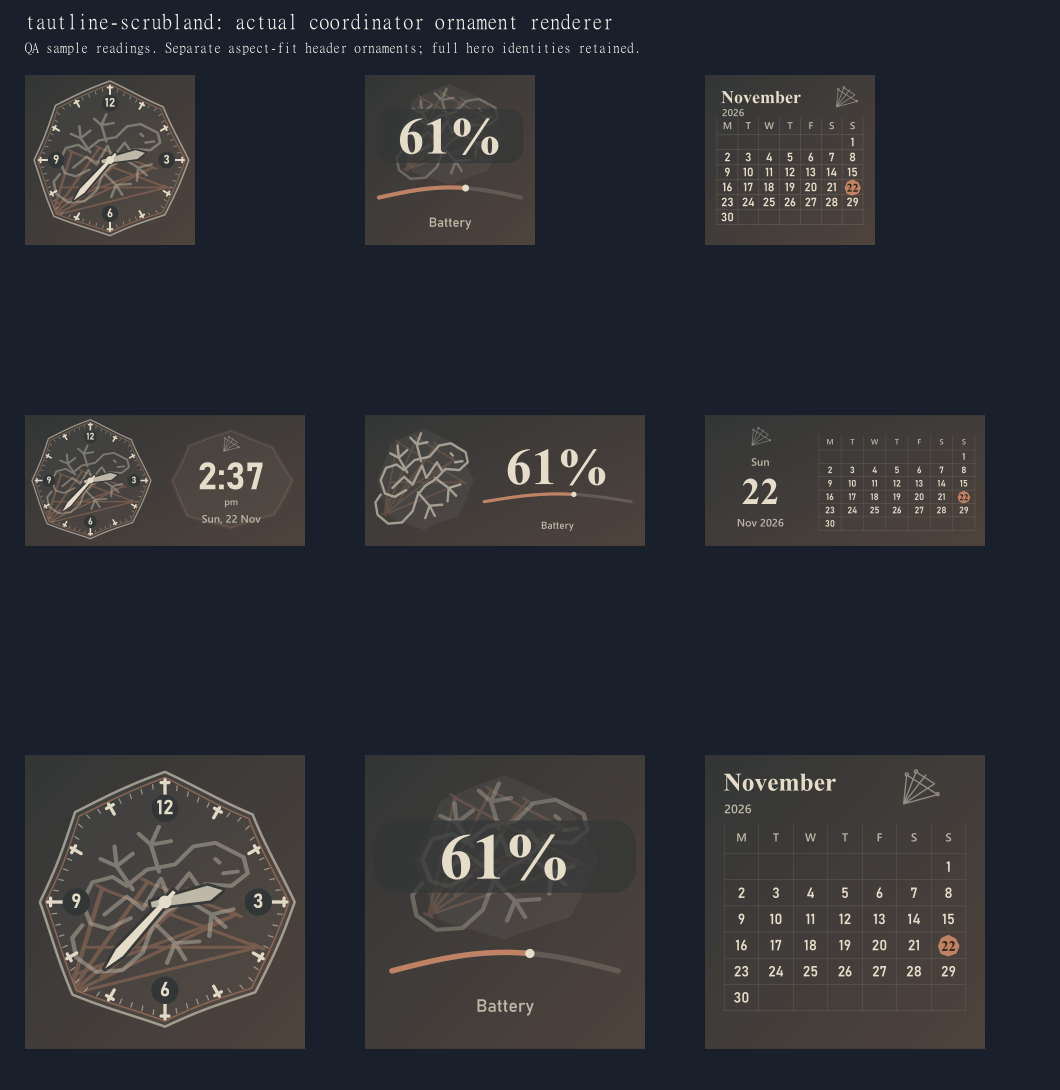 tautline-scrubland: actual coordinator ornament renderer
QA sample readings. Separate aspect-fit header ornaments; full hero identities retained.
12
9 3
6
61%
Battery
November
2026
M T W T F S S
1
2 3 4 5 6 7 8
9 10 11 12 13 14 15
16 17 18 19 20 21 22
23 24 25 26 27 28 29
30
12
9 3
6
2:37
pm
Sun, 22 Nov
61%
Battery
Sun
22
Nov 2026
M T W T F S S
1
2 3 4 5 6 7 8
9 10 11 12 13 14 15
16 17 18 19 20 21 22
23 24 25 26 27 28 29
30
12
9 3
6
61%
Battery
November
2026
M T W T F S S
1
2 3 4 5 6 7 8
9 10 11 12 13 14 15
16 17 18 19 20 21 22
23 24 25 26 27 28 29
30